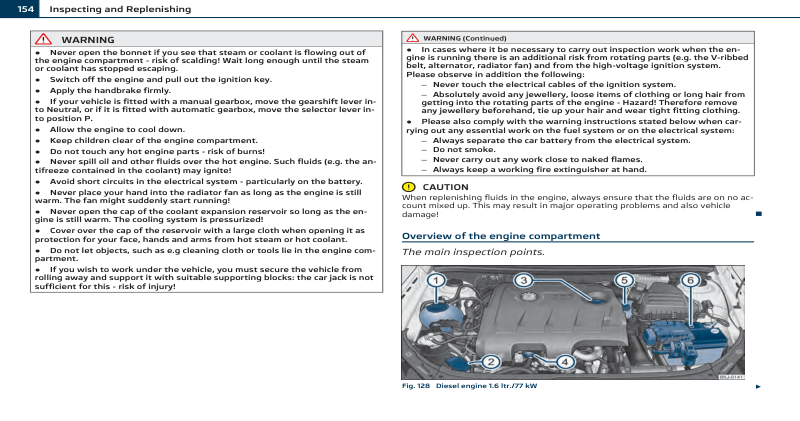 154 Inspecting and Replenishing
WARNING
• Never open the bonnet if you see that steam or coolant is flowing out of
the engine compartment - risk of scalding! Wait long enough until the steam
or coolant has stopped escaping.
• Switch off the engine and pull out the ignition key.
• Apply the handbrake firmly.
• If your vehicle is fitted with a manual gearbox, move the gearshift lever in-
to Neutral, or if it is fitted with automatic gearbox, move the selector lever in-
to position P.
• Allow the engine to cool down.
• Keep children clear of the engine compartment.
• Do not touch any hot engine parts - risk of burns!
• Never spill oil and other fluids over the hot engine. Such fluids (e.g. the an-
tifreeze contained in the coolant) may ignite!
• Avoid short circuits in the electrical system - particularly on the battery.
• Never place your hand into the radiator fan as long as the engine is still
warm. The fan might suddenly start running!
• Never open the cap of the coolant expansion reservoir so long as the en-
gine is still warm. The cooling system is pressurized!
• Cover over the cap of the reservoir with a large cloth when opening it as
protection for your face, hands and arms from hot steam or hot coolant.
• Do not let objects, such as e.g cleaning cloth or tools lie in the engine com-
partment.
• If you wish to work under the vehicle, you must secure the vehicle from
rolling away and support it with suitable supporting blocks: the car jack is not
sufficient for this - risk of injury!
WARNING (Continued)
• In cases where it be necessary to carry out inspection work when the en-
gine is running there is an additional risk from rotating parts (e.g. the V-ribbed
belt, alternator, radiator fan) and from the high-voltage ignition system.
Please observe in addition the following:
– Never touch the electrical cables of the ignition system.
– Absolutely avoid any jewellery, loose items of clothing or long hair from
getting into the rotating parts of the engine - Hazard! Therefore remove
any jewellery beforehand, tie up your hair and wear tight fitting clothing.
• Please also comply with the warning instructions stated below when car-
rying out any essential work on the fuel system or on the electrical system:
– Always separate the car battery from the electrical system.
– Do not smoke.
– Never carry out any work close to naked flames.
– Always keep a working fire extinguisher at hand.
CAUTION
When replenishing fluids in the engine, always ensure that the fluids are on no ac-
count mixed up. This may result in major operating problems and also vehicle
damage!
Overview of the engine compartment
The main inspection points.
1
3
5
6
2
4
B5J-0141
Fig. 128 Diesel engine 1.6 ltr./77 kW